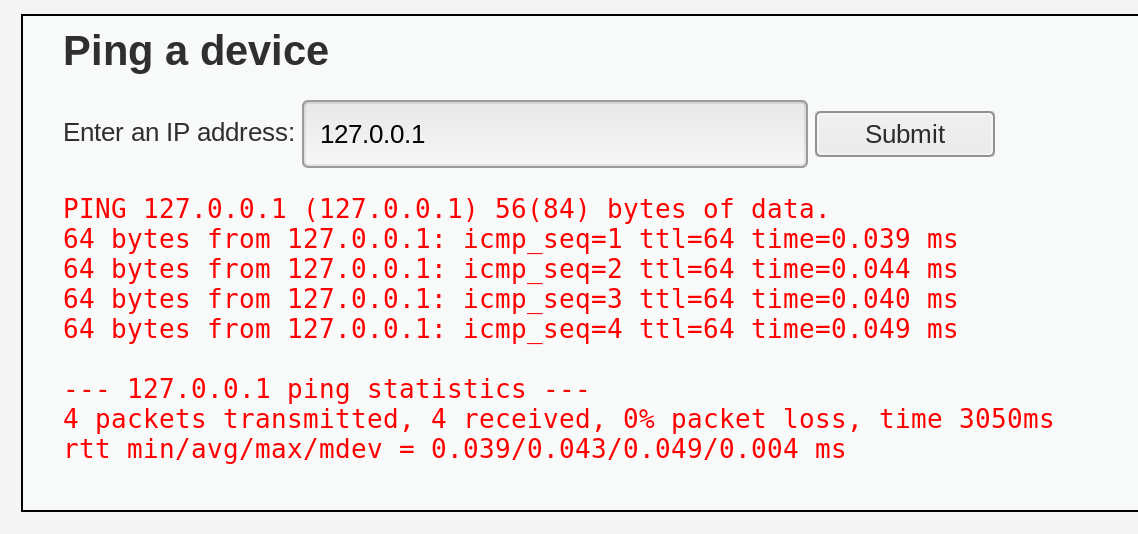 Ping a device
Enter an IP address: 127.0.0.1 Submit
PING 127.0.0.1 (127.0.0.1) 56(84) bytes of data.
64 bytes from 127.0.0.1: icmp_seq=1 ttl=64 time=0.039 ms
64 bytes from 127.0.0.1: icmp_seq=2 ttl=64 time=0.044 ms
64 bytes from 127.0.0.1: icmp_seq=3 ttl=64 time=0.040 ms
64 bytes from 127.0.0.1: icmp_seq=4 ttl=64 time=0.049 ms
--- 127.0.0.1 ping statistics ---
4 packets transmitted, 4 received, 0% packet loss, time 3050ms
rtt min/avg/max/mdev = 0.039/0.043/0.049/0.004 ms